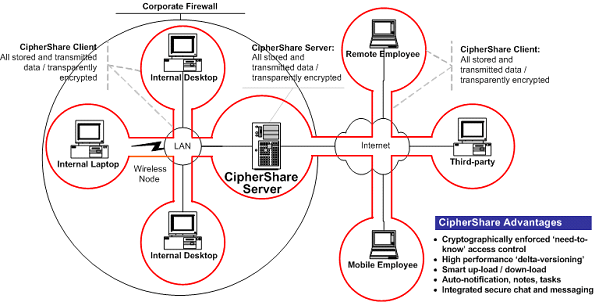 Corporate Firewall
CipherShare Client
All stored and transmitted
data / transparently
encrypted
Internal Desktop
CipherShare Server:
All stored and
transmitted data /
transparently encrypted
Remote Employee
CipherShare Client:
All stored and
transmitted data /
transparently encrypted
Internal Laptop
LAN
Wireless
Node
CipherShare
Server
Internet
Third-party
Internal Desktop
Mobile Employee
CipherShare Advantages
• Cryptographically enforced 'need-to-
know' access control
• High performance 'delta-versioning'
• Smart up-load / down-load
• Auto-notification, notes, tasks
• Integrated secure chat and messaging